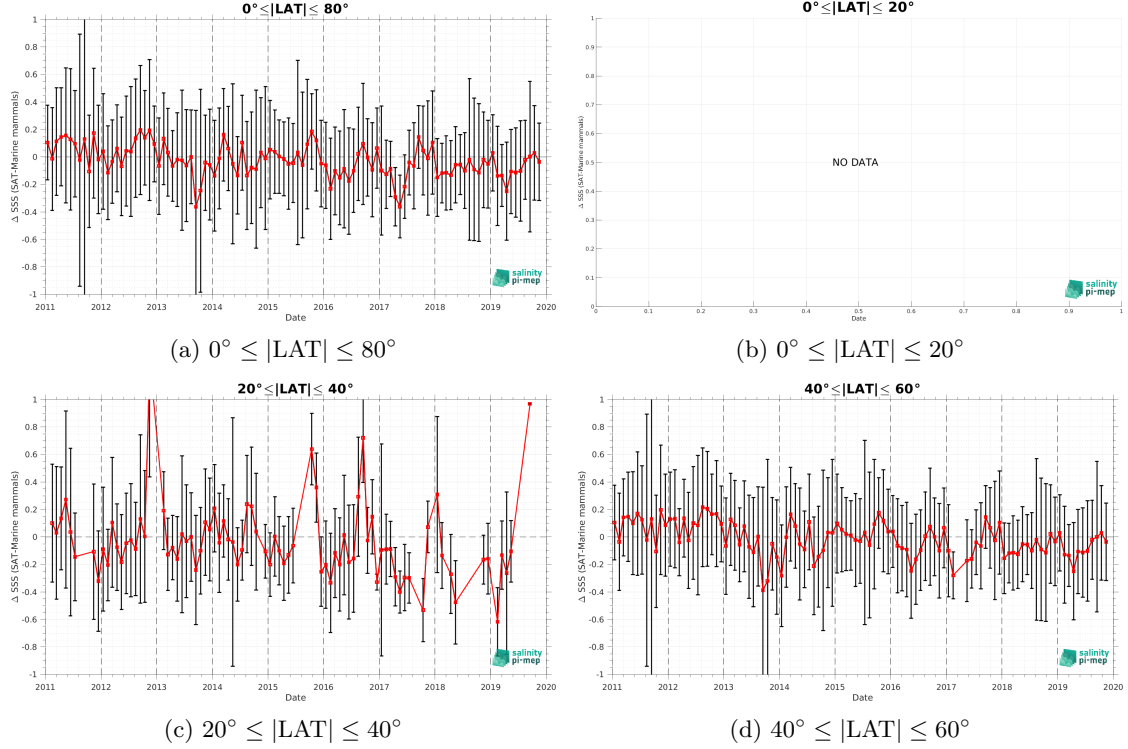 0°≤|LAT|≤ 80°
1
0.8
0.6
0.4
0.2
0
-0.2
-0.4
-0.6
-0.8
-1
Δ SSS (SAT-Marine mammals)
2011 2012 2013 2014 2015 2016 2017 2018 2019 2020
Date
salinity
pi-mep
(a) 0° ≤ |LAT| ≤ 80°
0°≤|LAT|≤ 20°
1
0.9
0.8
0.7
0.6
0.5
0.4
0.3
0.2
0.1
0
Δ SSS (SAT-Marine mammals)
NO DATA
0 0.1 0.2 0.3 0.4 0.5 0.6 0.7 0.8 0.9 1
Date
salinity
pi-mep
(b) 0° ≤ |LAT| ≤ 20°
20°≤|LAT|≤ 40°
1
0.8
0.6
0.4
0.2
0
-0.2
-0.4
-0.6
-0.8
-1
Δ SSS (SAT-Marine mammals)
2011 2012 2013 2014 2015 2016 2017 2018 2019 2020
Date
salinity
pi-mep
(c) 20° ≤ |LAT| ≤ 40°
40°≤|LAT|≤ 60°
1
0.8
0.6
0.4
0.2
0
-0.2
-0.4
-0.6
-0.8
-1
Δ SSS (SAT-Marine mammals)
2011 2012 2013 2014 2015 2016 2017 2018 2019 2020
Date
salinity
pi-mep
(d) 40° ≤ |LAT| ≤ 60°